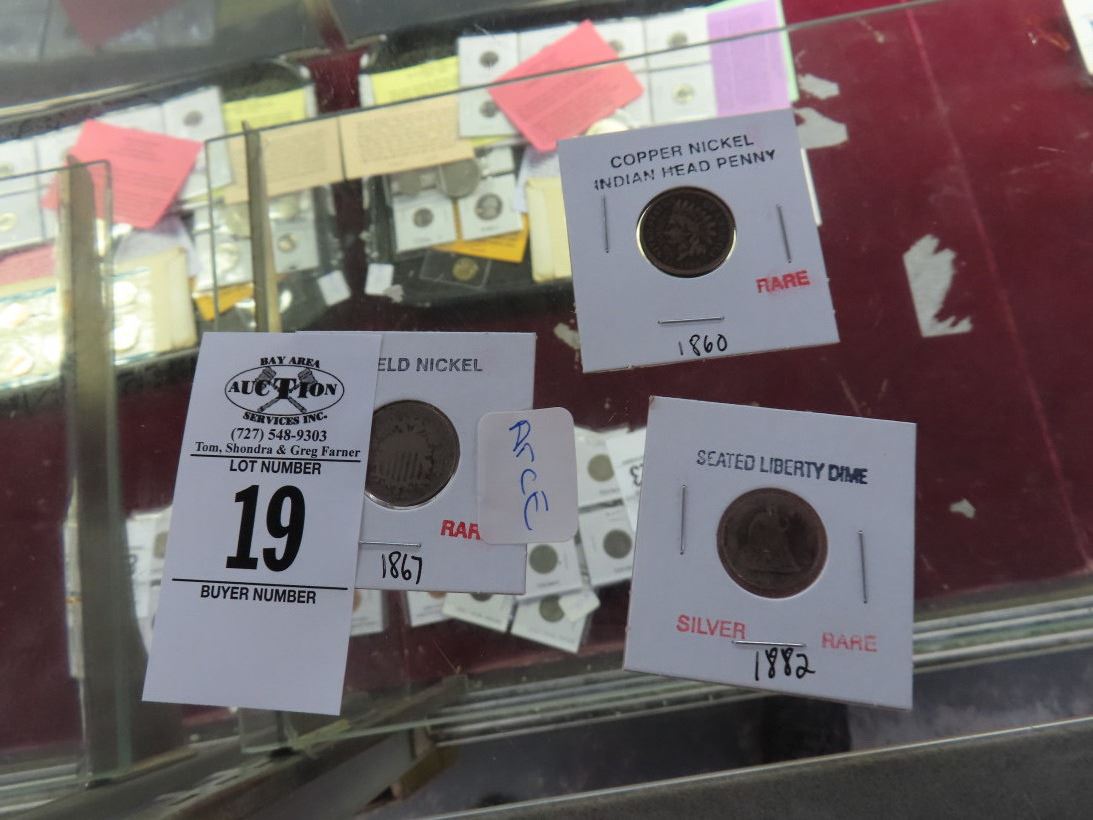 COPPER NICKEL
INDIAN HEAD PENNY
RARE
1860
BAY AREA
AUCTION
SERVICES INC.
(727) 548-9303
Tom, Shondra & Greg Farner
LOT NUMBER
19
BUYER NUMBER
ELD NICKEL
RAR
1867
SEATED LIBERTY DIME
SILVER RARE
1882